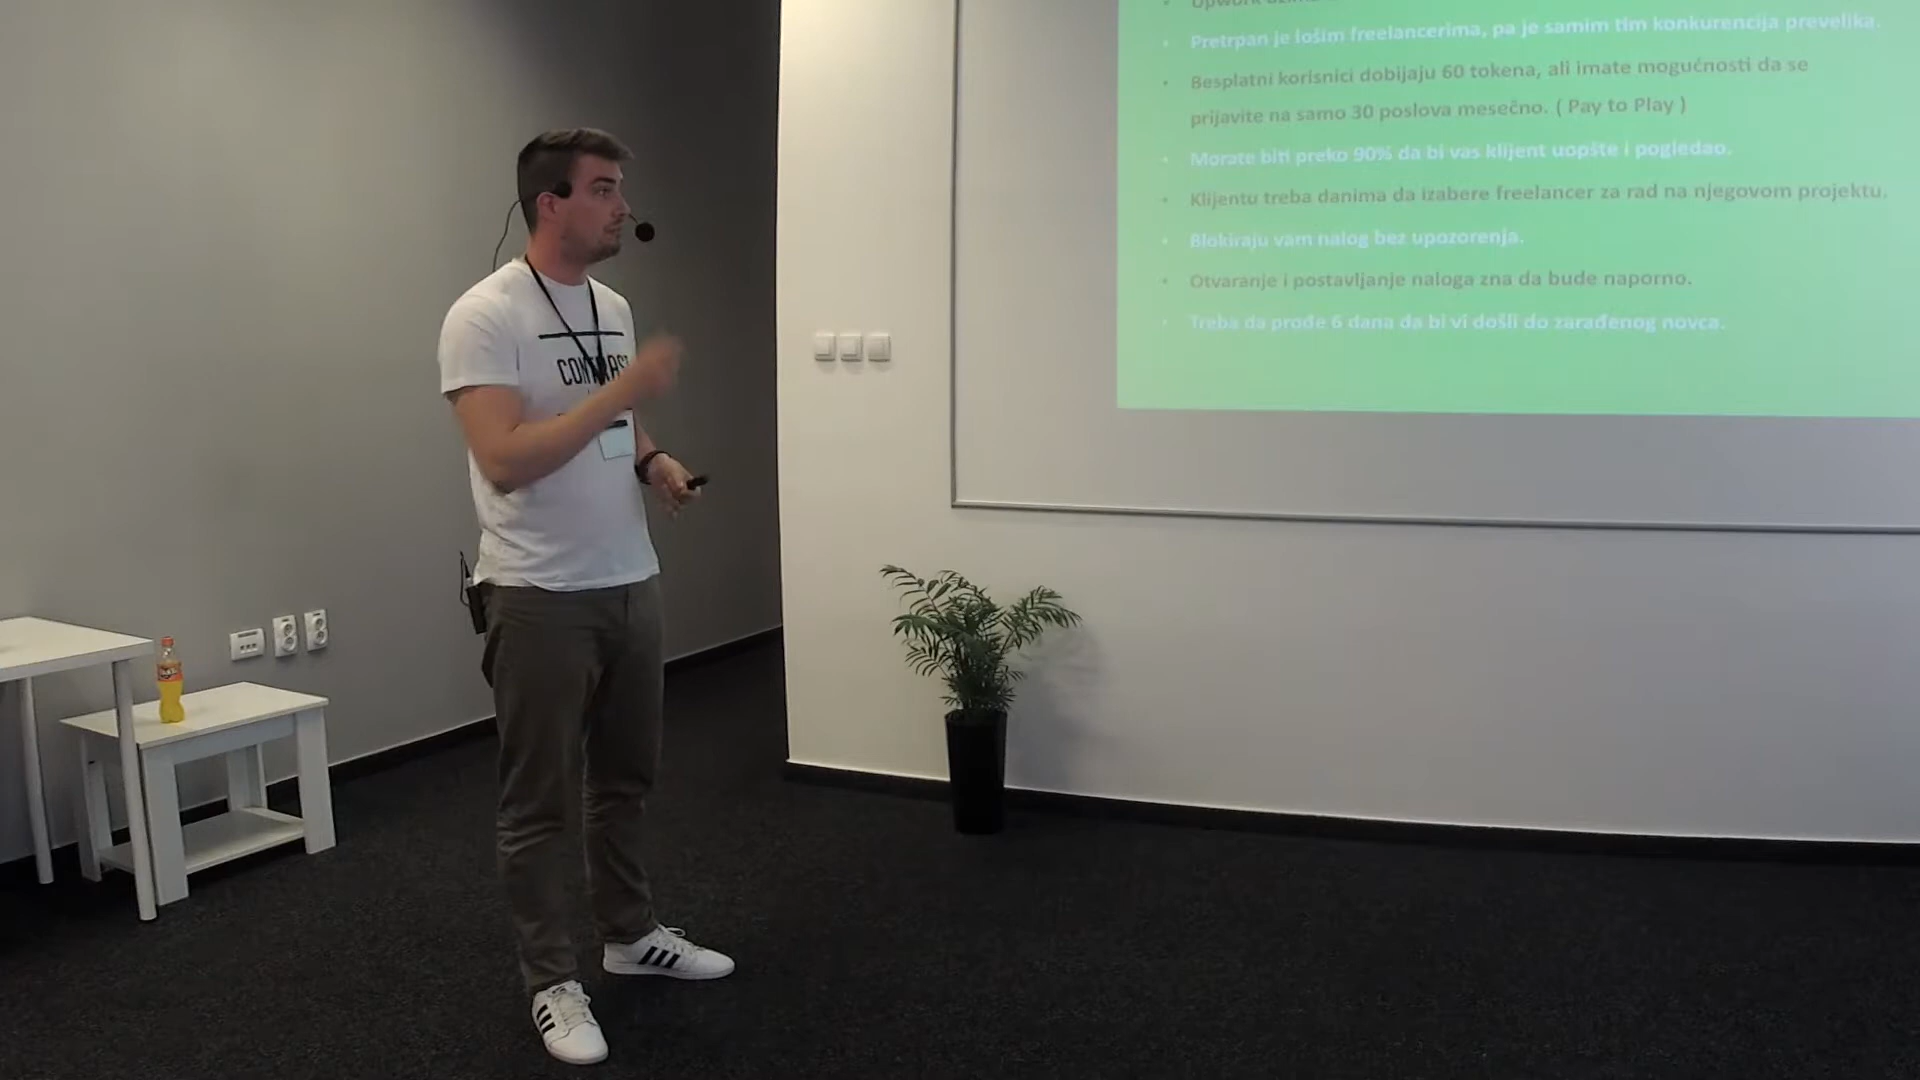 Upwork
Pretrpan je lošim freelancerima, pa je samim tim konkurencija prevelika.
Besplatni korisnici dobijaju 60 tokena, ali imate mogućnosti da se
prijavite na samo 30 poslova mesečno. ( Pay to Play )
Morate biti preko 90% da bi vas klijent uopšte i pogledao.
Klijentu treba danima da izabere freelancer za rad na njegovom projektu.
Blokiraju vam nalog bez upozorenja.
Otvaranje i postavljanje naloga zna da bude naporno.
Treba da prođe 6 dana da bi vi došli do zarađenog novca.